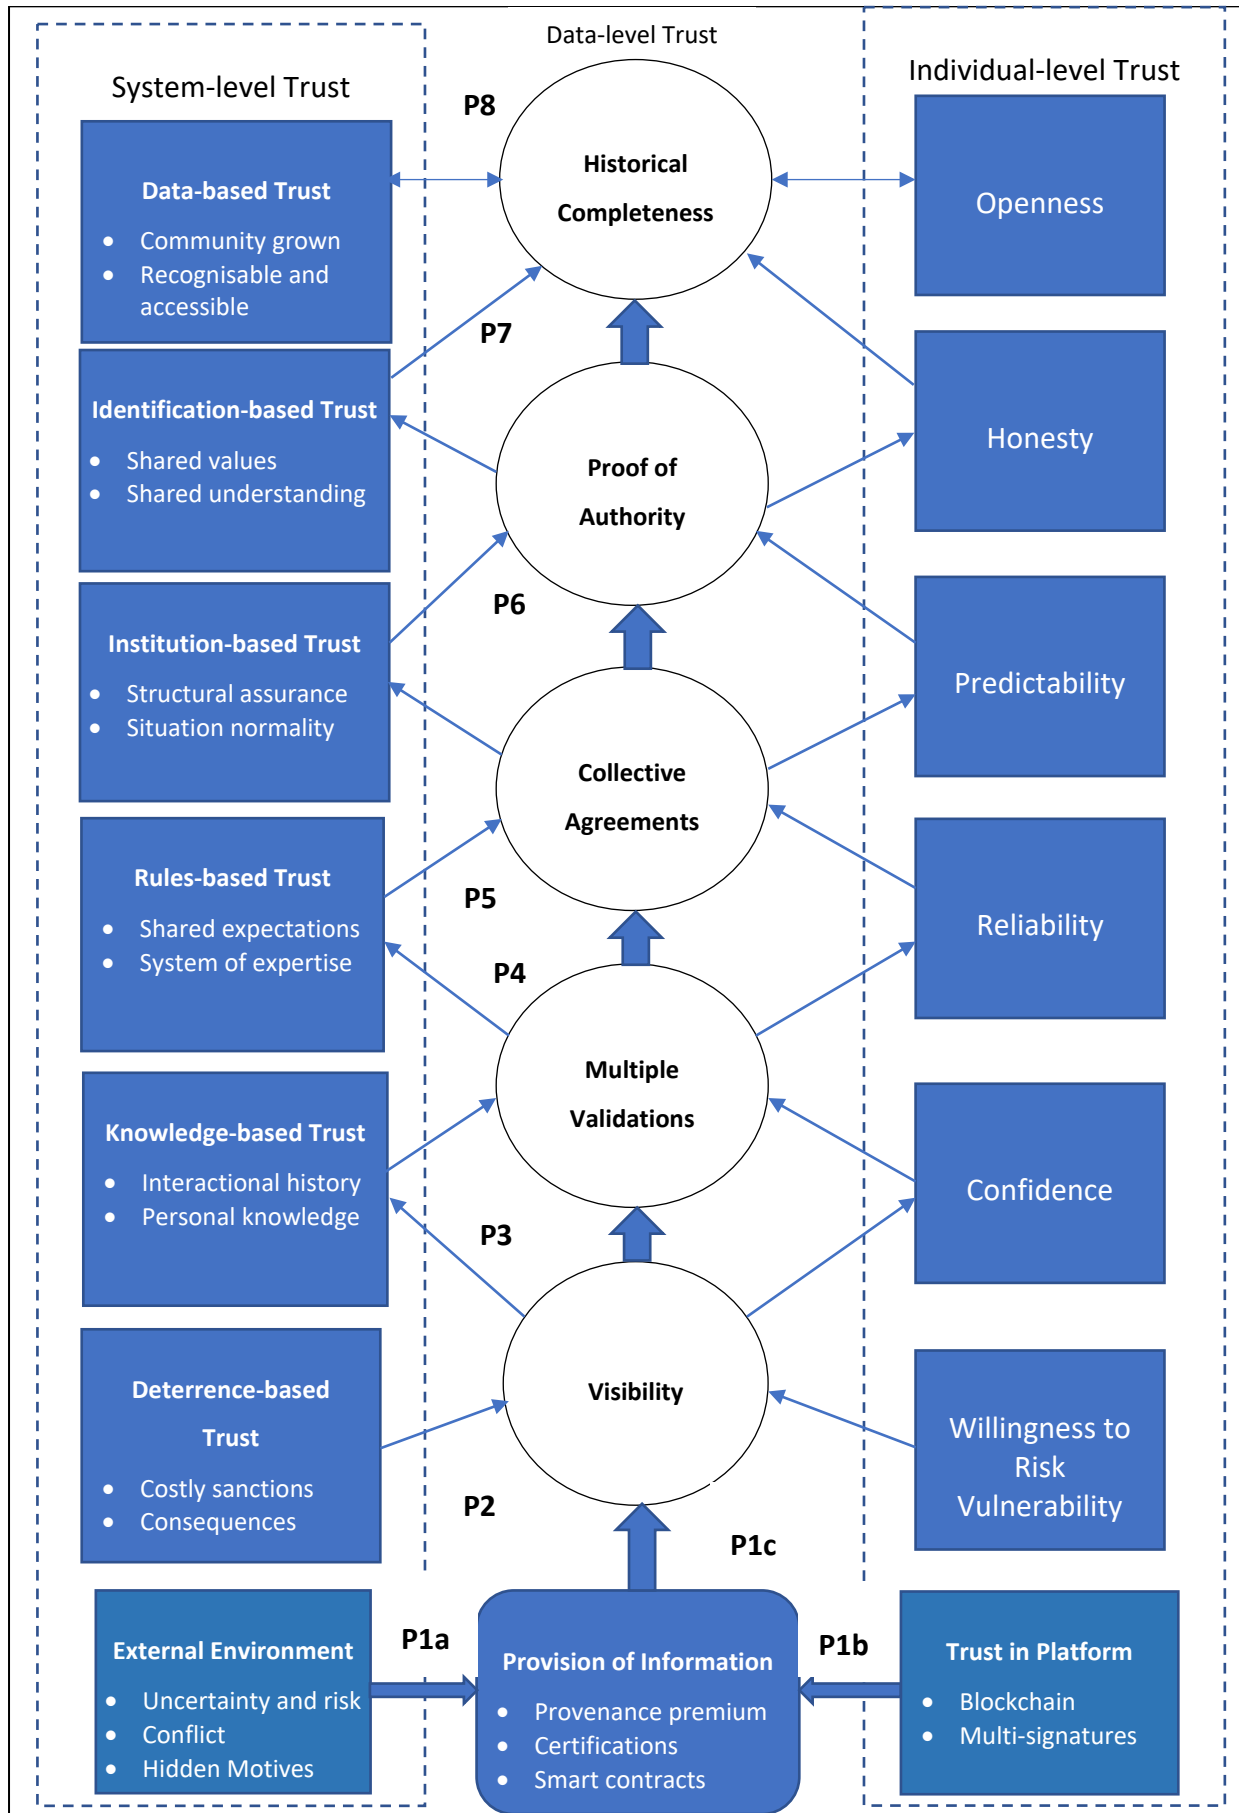 Data-level Trust
System-level Trust
Individual-level Trust
P8
Data-based Trust
• Community grown
• Recognisable and
accessible
Historical
Completeness
Openness
P7
Identification-based Trust
• Shared values
• Shared understanding
Proof of
Authority
Honesty
P6
Institution-based Trust
• Structural assurance
• Situation normality
Collective
Agreements
Predictability
P5
Rules-based Trust
• Shared expectations
• System of expertise
Reliability
P4
Multiple
Validations
Knowledge-based Trust
• Interactional history
• Personal knowledge
Confidence
P3
Visibility
Deterrence-based
Trust
• Costly sanctions
• Consequences
Willingness to
Risk
Vulnerability
P2
P1c
External Environment
• Uncertainty and risk
• Conflict
• Hidden Motives
P1a
Provision of Information
• Provenance premium
• Certifications
• Smart contracts
P1b
Trust in Platform
• Blockchain
• Multi-signatures